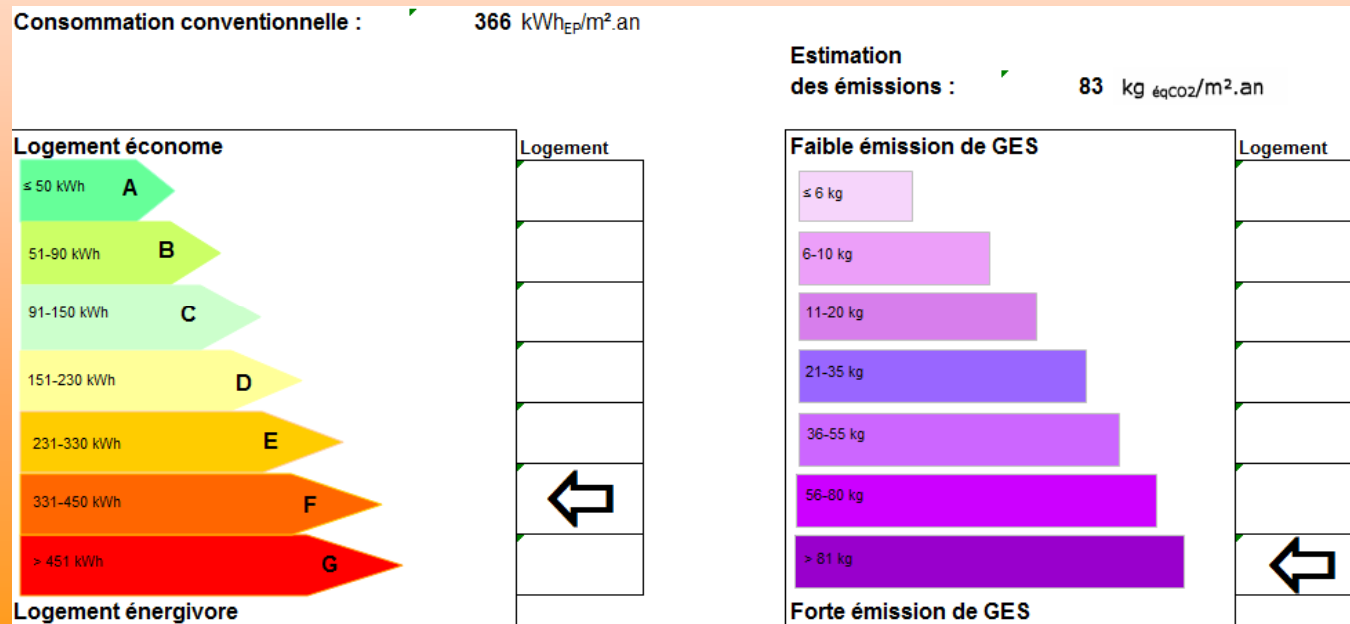 Consommation conventionnelle : 366 kWhEP/m².an
Estimation
des émissions : 83 kg éqCO2/m².an
Logement économe
Logement
≤ 50 kWh A
51-90 kWh B
91-150 kWh C
151-230 kWh D
231-330 kWh E
331-450 kWh F
> 451 kWh G
Logement énergivore
Faible émission de GES
Logement
≤ 6 kg
6-10 kg
11-20 kg
21-35 kg
36-55 kg
56-80 kg
> 81 kg
Forte émission de GES